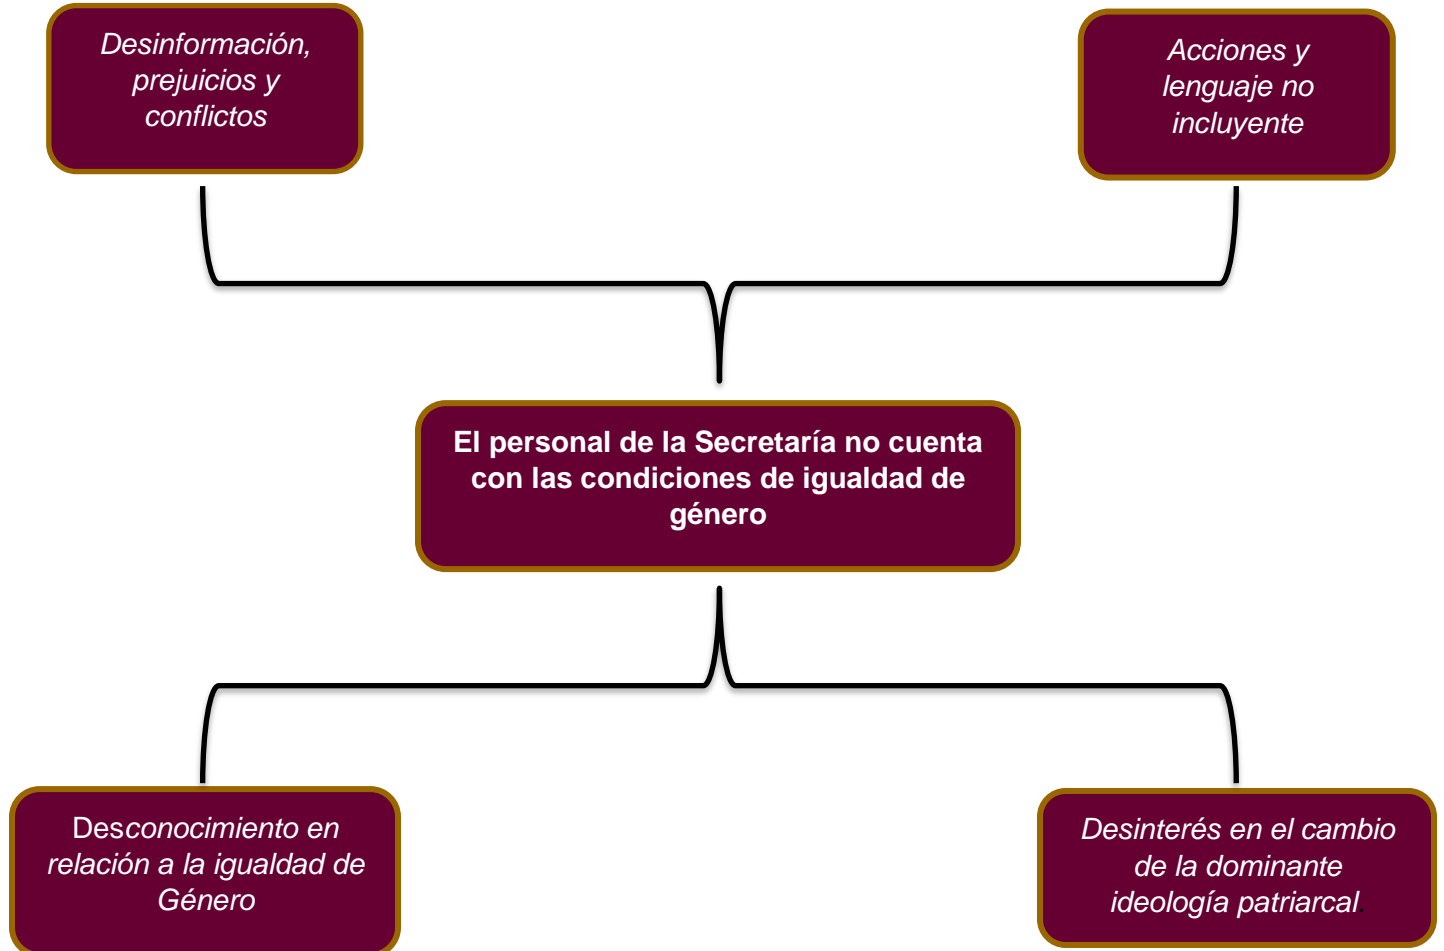 Desinformación,
prejuicios y
conflictos
Acciones y
lenguaje no
incluyente
El personal de la Secretaría no cuenta
con las condiciones de igualdad de
género
Desconocimiento en
relación a la igualdad de
Género
Desinterés en el cambio
de la dominante
ideología patriarcal.